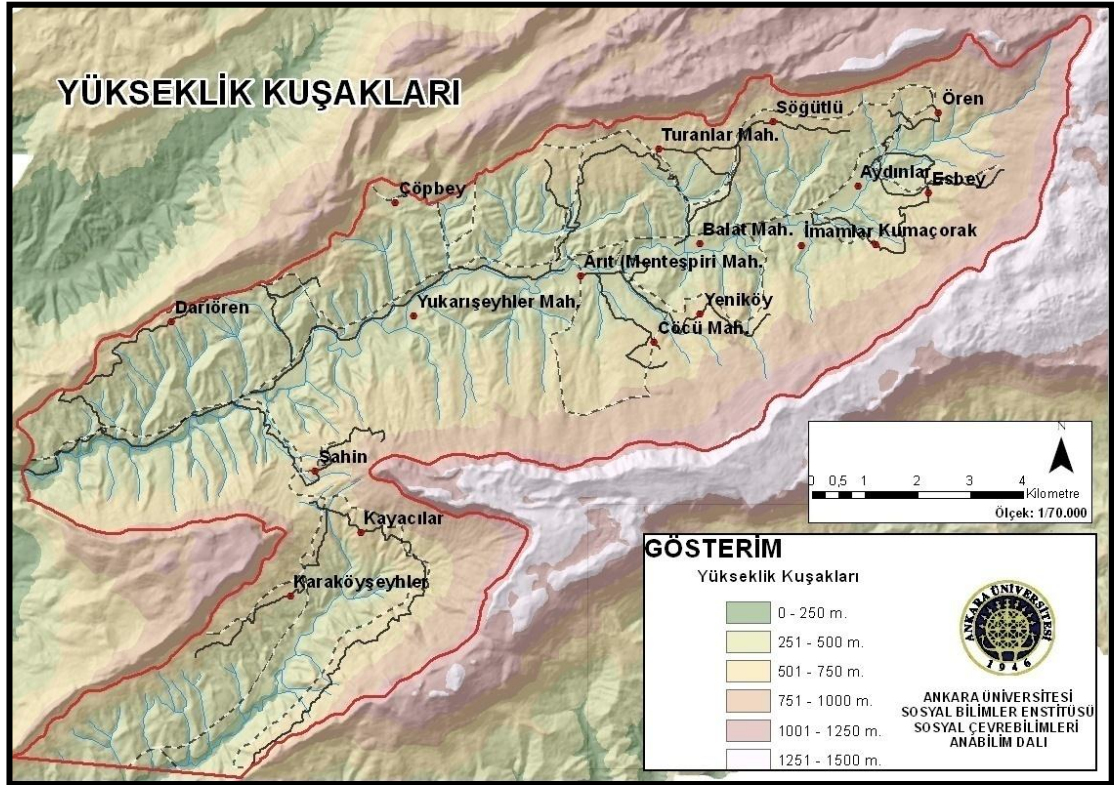 YÜKSEKLİK KUŞAKLARI
Ören
Söğütlü
Turanlar Mah.
Aydınlar
Esbey
Çöpbey
Balat Mah.
İmamlar
Kumaçorak
Arıt (Menteşpiri Mah.
Darıören
Yukarışeyhler Mah.
Yeniköy
Cöcü Mah.
Şahin
Kayacılar
Karaköyşeyhler
N
0 0,5 1 2 3 4
Kilometre
Ölçek: 1/70.000
GÖSTERİM
Yükseklik Kuşakları
0 - 250 m.
251 - 500 m.
501 - 750 m.
751 - 1000 m.
1001 - 1250 m.
1251 - 1500 m.
ANKARA ÜNİVERSİTESİ
1946
ANKARA ÜNİVERSİTESİ
SOSYAL BİLİMLER ENSTİTÜSÜ
SOSYAL ÇEVREBİLİMLERİ
ANABİLİM DALI